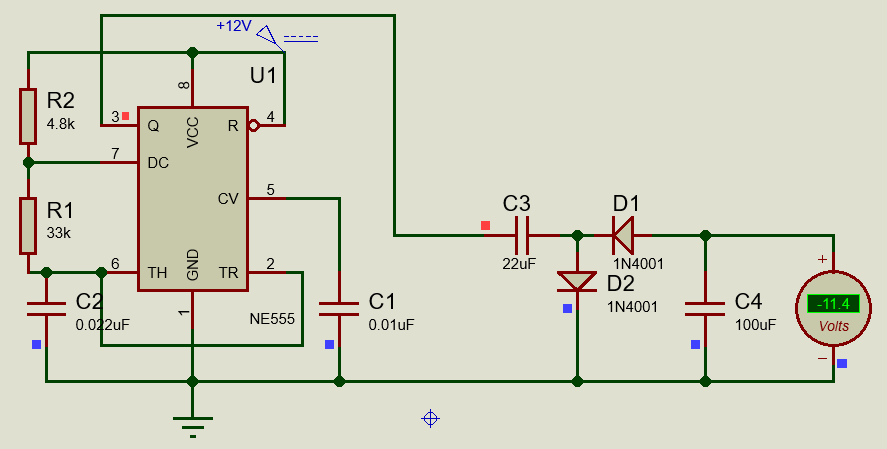 +12V
U1
R2
4.8k
3
Q
8
VCC
R
4
7
DC
CV
5
R1
33k
6
TH
GND
TR
2
1
NE555
C2
0.022uF
C1
0.01uF
C3
22uF
D1
1N4001
D2
1N4001
C4
100uF
+
-11.4
Volts
−